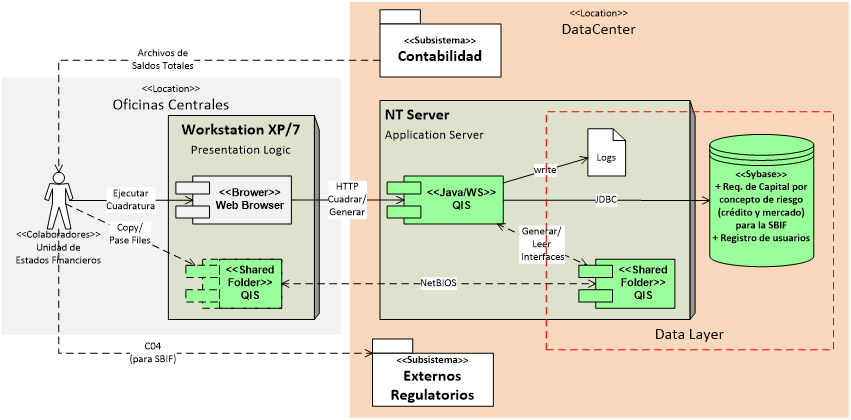 <<Location>>
DataCenter
<<Subsistema>>
Contabilidad
Archivos de
Saldos Totales
<<Location>>
Oficinas Centrales
Workstation XP/7
Presentation Logic
NT Server
Application Server
Logs
write
<<Sybase>>
+ Req. de Capital por
concepto de riesgo
(crédito y mercado)
para la SBIF
+ Registro de usuarios
Ejecutar
Cuadratura
<<Brower>>
Web Browser
HTTP
Cuadrar/
Generar
<<Java/WS>>
QIS
JDBC
<<Colaboradores>>
Unidad de
Estados Financieros
Copy/
Pase Files
Generar/
Leer
Interfaces
<<Shared
Folder>>
QIS
NetBIOS
<<Shared
Folder>>
QIS
Data Layer
C04
(para SBIF)
<<Subsistema>>
Externos
Regulatorios